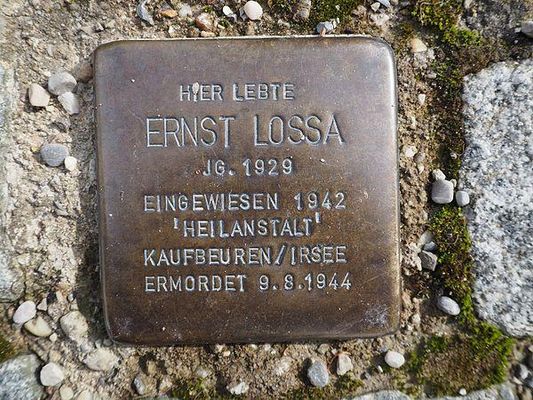 HIER LEBTE
ERNST LOSSA
JG. 1929
EINGEWIESEN 1942
'HEILANSTALT'
KAUFBEUREN/IRSEE
ERMORDET 9.8.1944